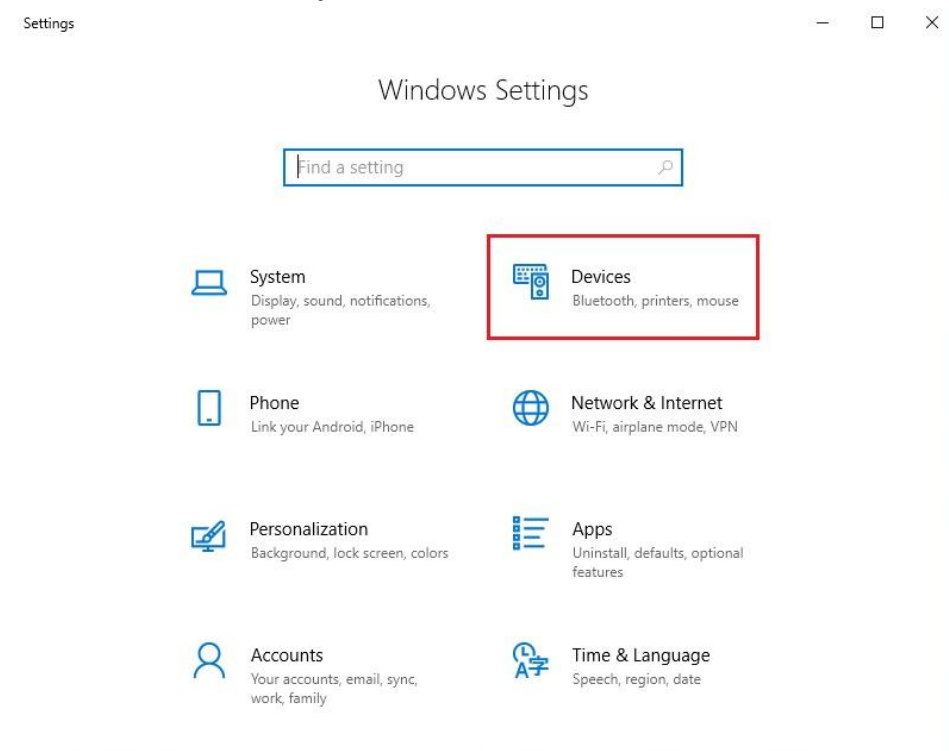 Settings
Windows Settings
Find a setting
System
Display, sound, notifications,
power
Devices
Bluetooth, printers, mouse
Phone
Link your Android, iPhone
Network & Internet
Wi-Fi, airplane mode, VPN
Personalization
Background, lock screen, colors
Apps
Uninstall, defaults, optional
features
Accounts
Your accounts, email, sync,
work, family
Time & Language
Speech, region, date